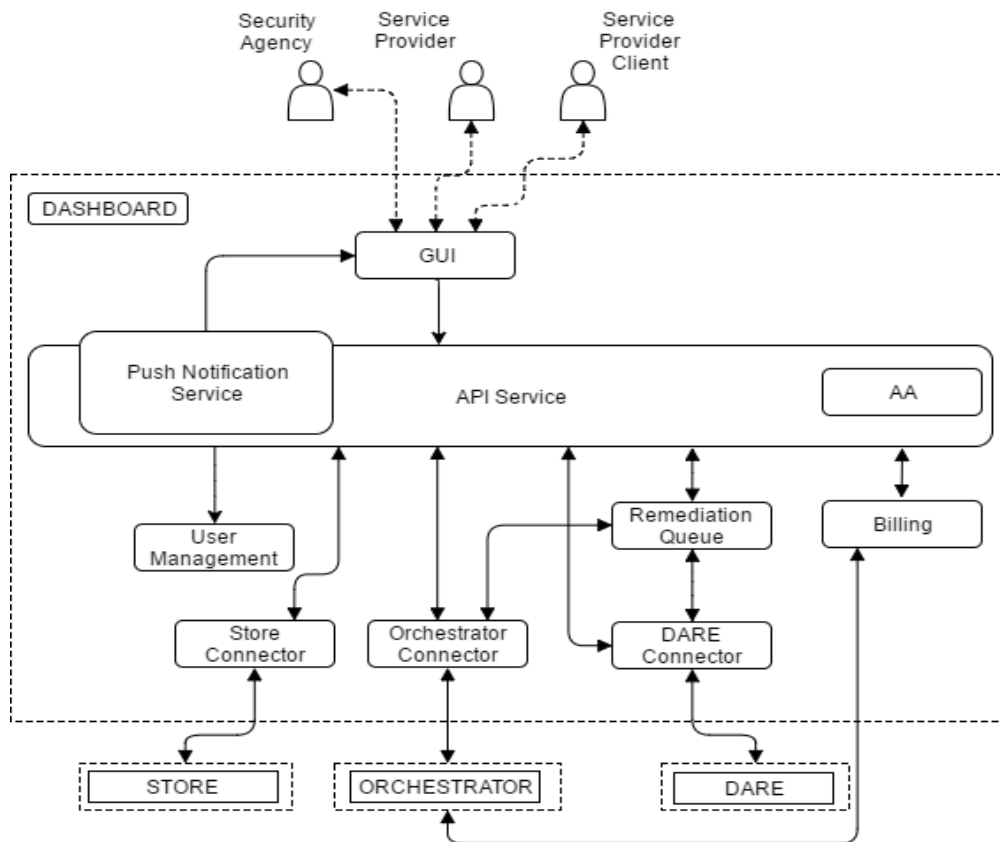 Security
Agency
Service
Provider
Service
Provider
Client
DASHBOARD
GUI
Push Notification
Service
API Service
AA
User
Management
Remediation
Queue
Billing
Store
Connector
Orchestrator
Connector
DARE
Connector
STORE
ORCHESTRATOR
DARE